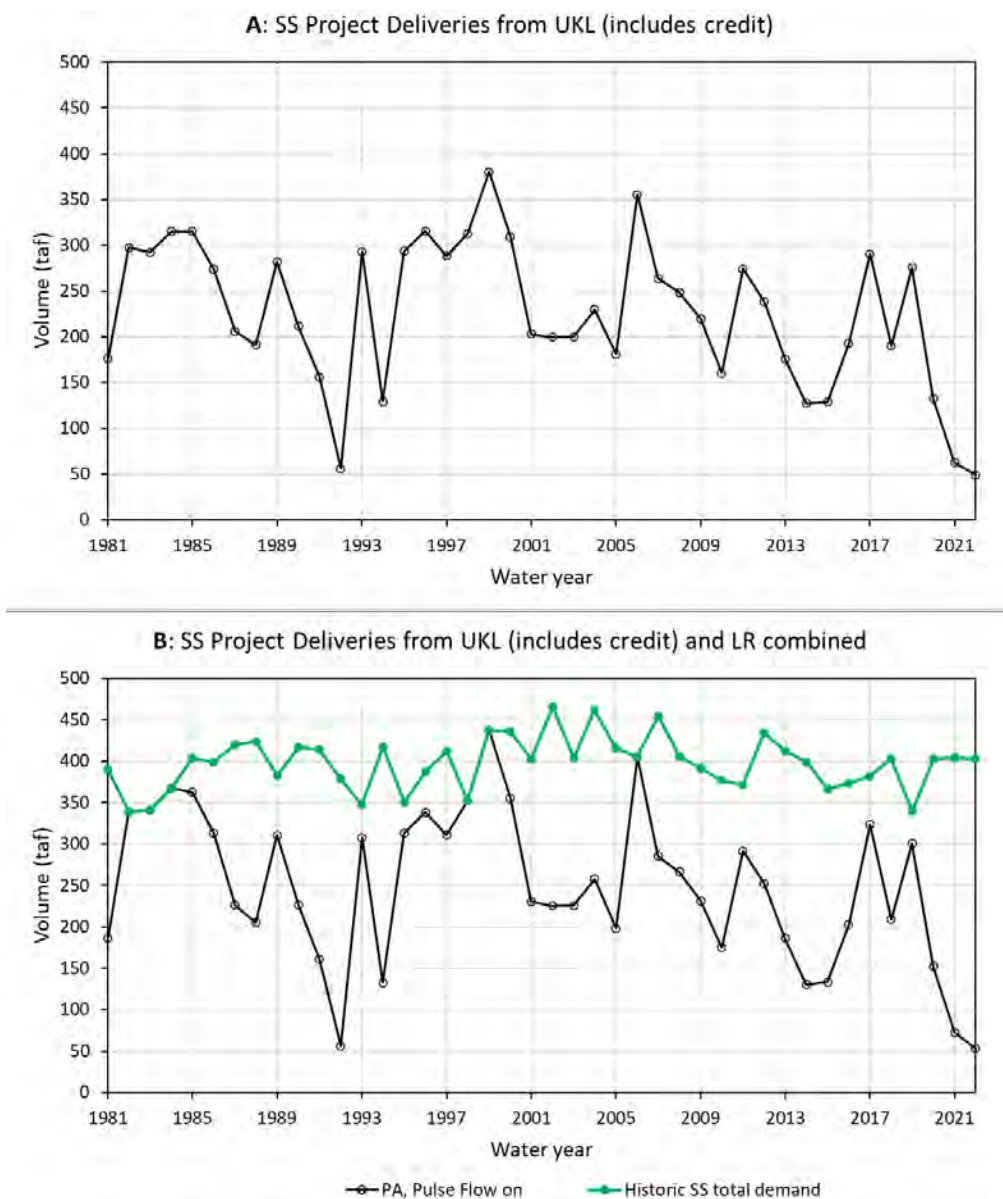 A: SS Project Deliveries from UKL (includes credit)
500
450
400
350
300
250
200
150
100
50
0
Volume (taf)
1981 1985 1989 1993 1997 2001 2005 2009 2013 2017 2021
Water year
B: SS Project Deliveries from UKL (includes credit) and LR combined
500
450
400
350
300
250
200
150
100
50
0
Volume (taf)
1981 1985 1989 1993 1997 2001 2005 2009 2013 2017 2021
Water year
PA, Pulse Flow on Historic SS total demand